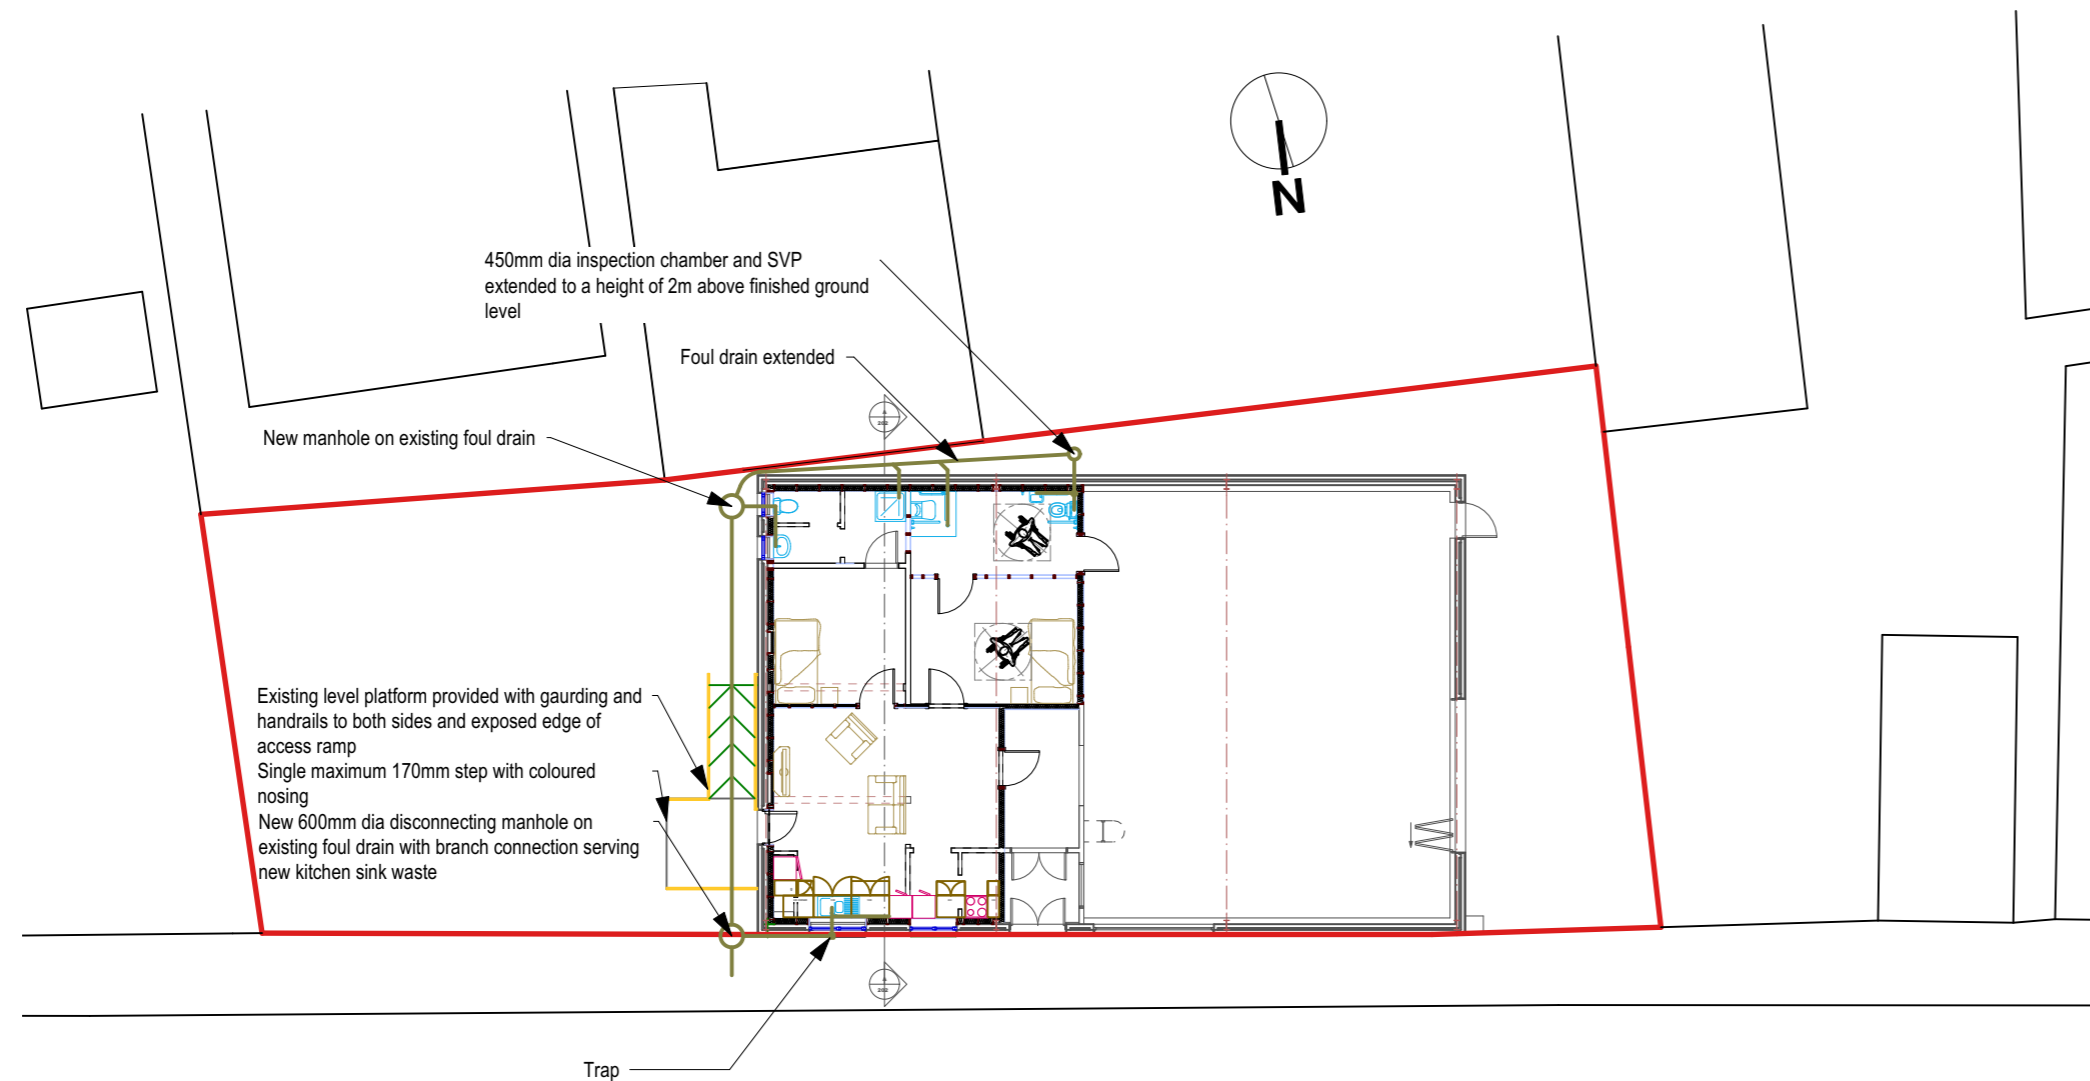 N
450mm dia inspection chamber and SVP
extended to a height of 2m above finished ground
level
Foul drain extended
New manhole on existing foul drain
Existing level platform provided with gaurding and
handrails to both sides and exposed edge of
access ramp
Single maximum 170mm step with coloured
nosing
New 600mm dia disconnecting manhole on
existing foul drain with branch connection serving
new kitchen sink waste
Trap